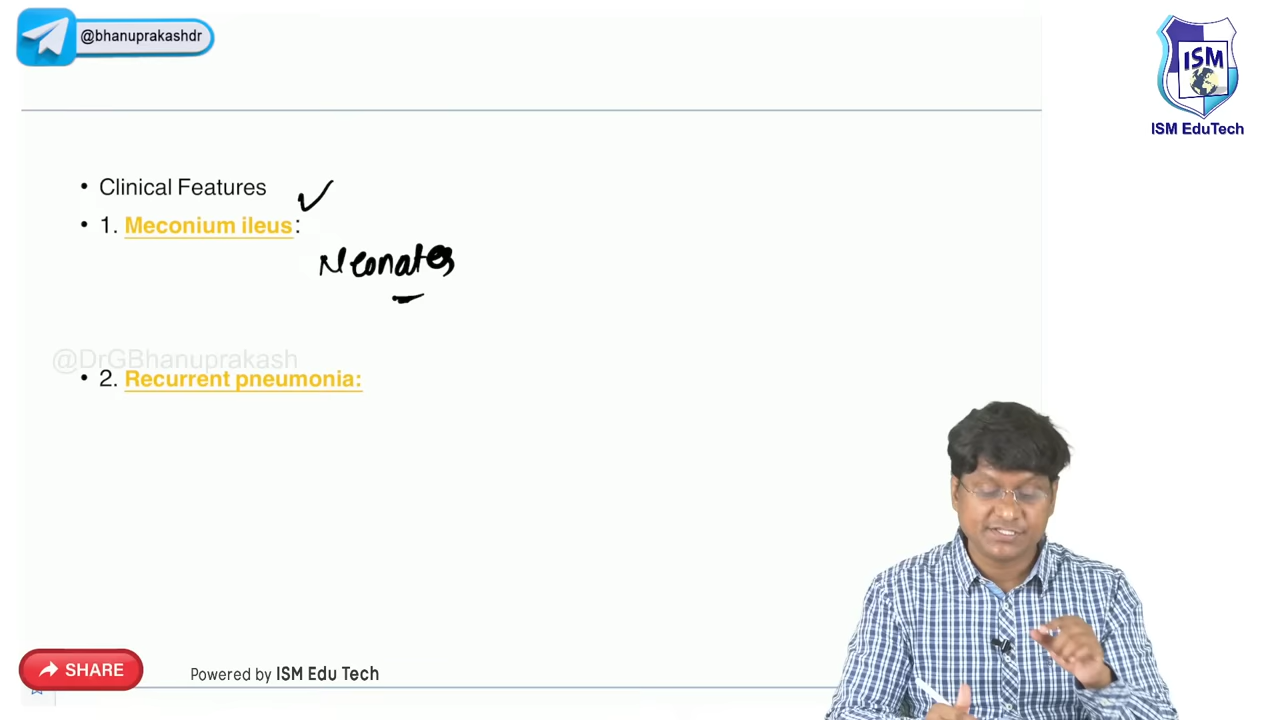 @bhanuprakashdr
ISM
ISM EduTech
• Clinical Features
• 1. Meconium ileus:
Neonates
@DrGBhanuprakash
• 2. Recurrent pneumonia:
SHARE
Powered by ISM Edu Tech